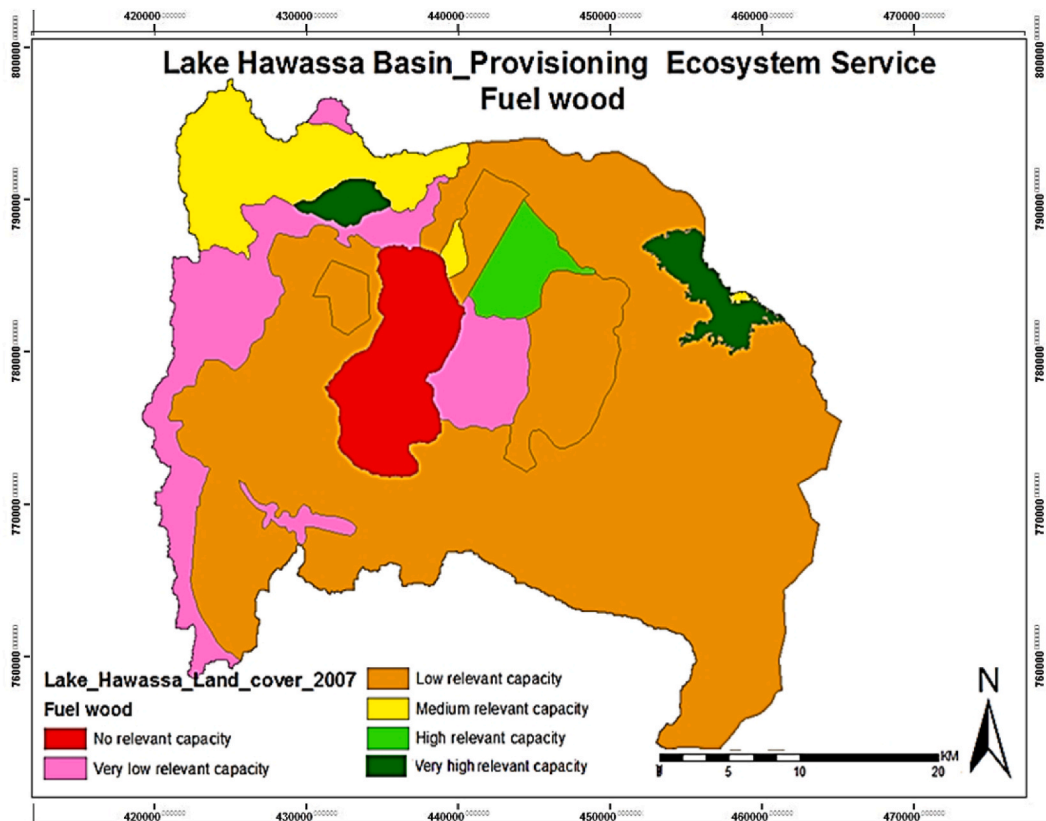 420000 430000 440000 450000 460000 470000
800000 800000
Lake Hawassa Basin_Provisioning Ecosystem Service
Fuel wood
790000 790000
780000 780000
770000 770000
760000 760000
Lake_Hawassa_Land_cover_2007
Fuel wood
No relevant capacity
Very low relevant capacity
Low relevant capacity
Medium relevant capacity
High relevant capacity
Very high relevant capacity
N
5 10 20 KM
420000 430000 440000 450000 460000 470000